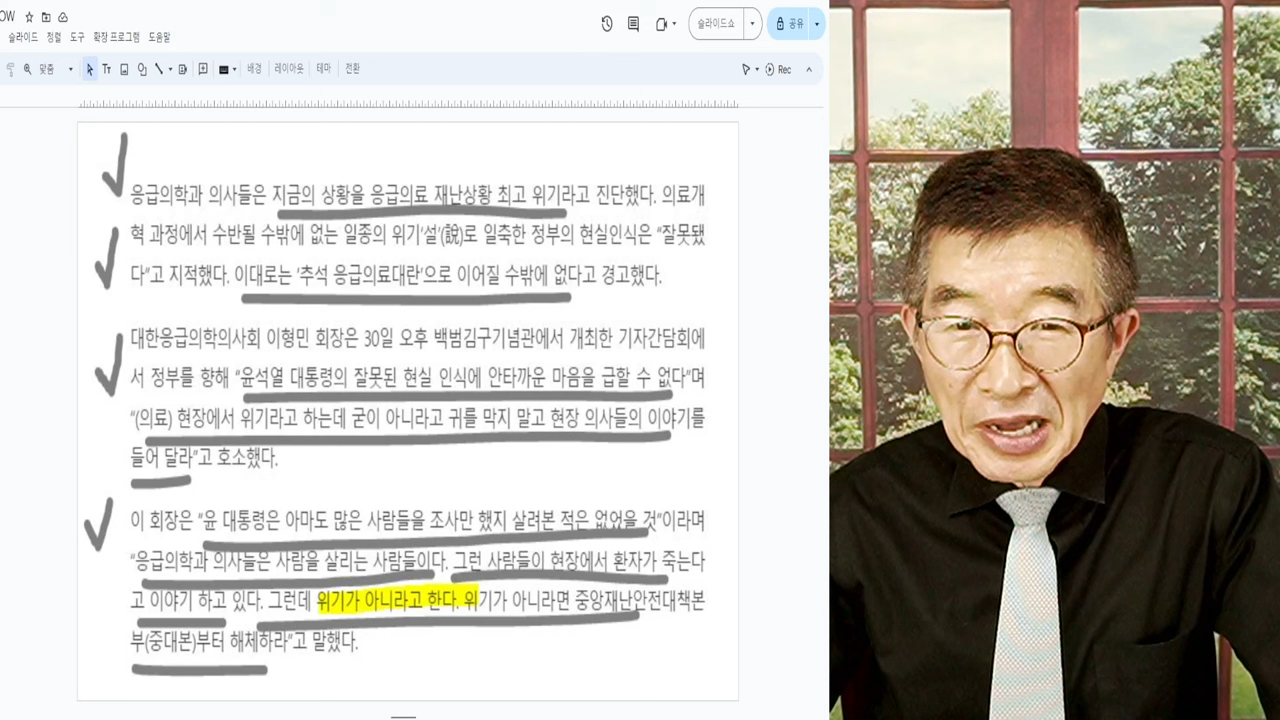 OW
슬라이드 정렬 도구 확장 프로그램 도움말
슬라이드쇼
공유
맞춤
Tт
배경 레이아웃 테마 전환
Rec
응급의학과 의사들은 지금의 상황을 응급의료 재난상황 최고 위기라고 진단했다. 의료개
혁 과정에서 수반될 수밖에 없는 일종의 위기‘설’(說)로 일축한 정부의 현실인식은 “잘못됐
다”고 지적했다. 이대로는 ‘추석 응급의료대란’으로 이어질 수밖에 없다고 경고했다.
대한응급의학의사회 이형민 회장은 30일 오후 백범김구기념관에서 개최한 기자간담회에
서 정부를 향해 “윤석열 대통령의 잘못된 현실 인식에 안타까운 마음을 급할 수 없다”며
“(의료) 현장에서 위기라고 하는데 굳이 아니라고 귀를 막지 말고 현장 의사들의 이야기를
들어 달라”고 호소했다.
이 회장은 “윤 대통령은 아마도 많은 사람들을 조사만 했지 살려본 적은 없었을 것”이라며
“응급의학과 의사들은 사람을 살리는 사람들이다. 그런 사람들이 현장에서 환자가 죽는다
고 이야기 하고 있다. 그런데 위기가 아니라고 한다. 위기가 아니라면 중앙재난안전대책본
부(중대본)부터 해체하라”고 말했다.